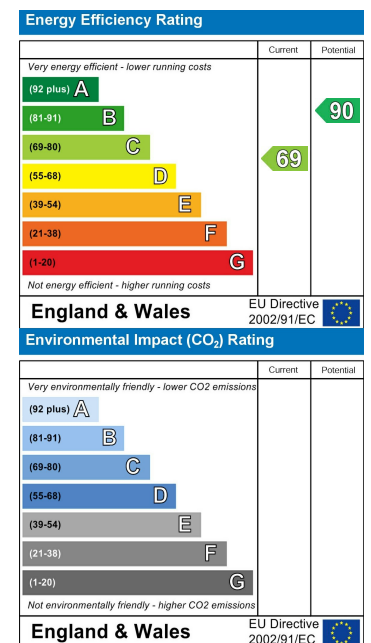 Energy Efficiency Rating
Current Potential
Very energy efficient - lower running costs
(92 plus) A
(81-91) B
(69-80) C
(55-68) D
(39-54) E
(21-38) F
(1-20) G
69
90
Not energy efficient - higher running costs
England & Wales
EU Directive
2002/91/EC
Environmental Impact (CO₂) Rating
Current Potential
Very environmentally friendly - lower CO2 emissions
(92 plus) A
(81-91) B
(69-80) C
(55-68) D
(39-54) E
(21-38) F
(1-20) G
Not environmentally friendly - higher CO2 emissions
England & Wales
EU Directive
2002/91/EC